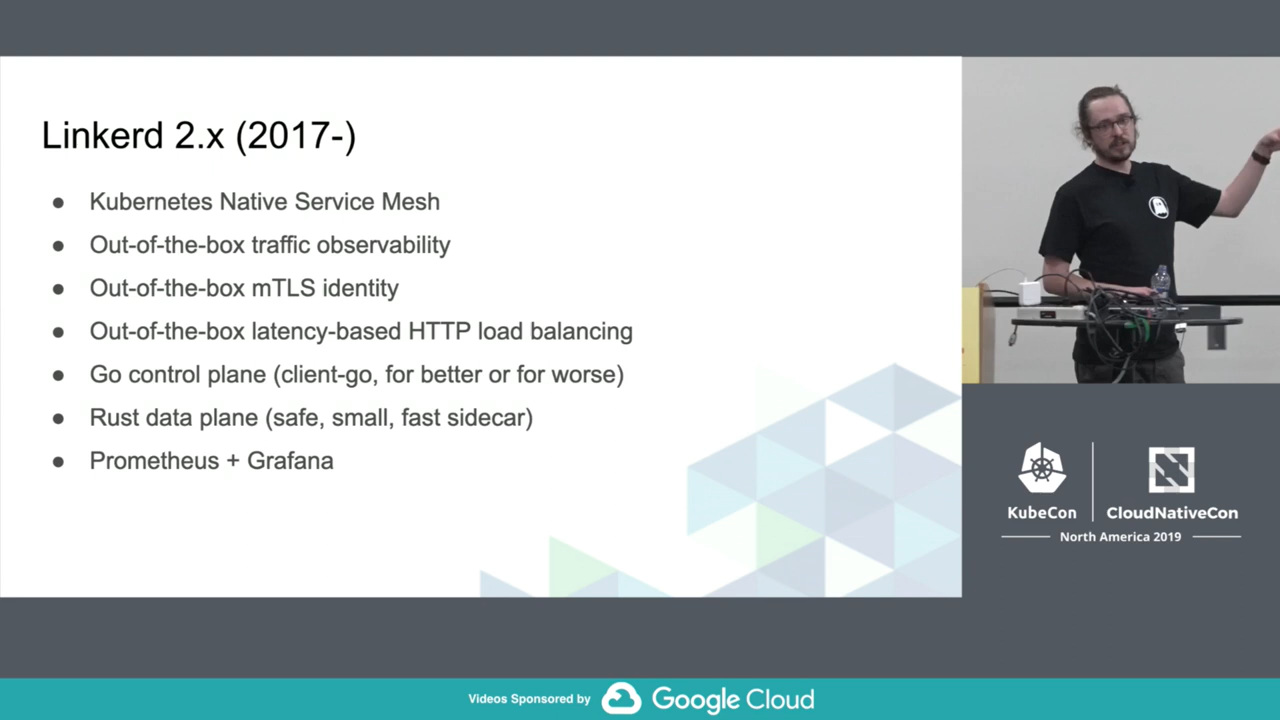 Linkerd 2.x (2017-)
● Kubernetes Native Service Mesh
● Out-of-the-box traffic observability
● Out-of-the-box mTLS identity
● Out-of-the-box latency-based HTTP load balancing
● Go control plane (client-go, for better or for worse)
● Rust data plane (safe, small, fast sidecar)
● Prometheus + Grafana
KubeCon
CloudNativeCon
North America 2019
Videos Sponsored by Google Cloud